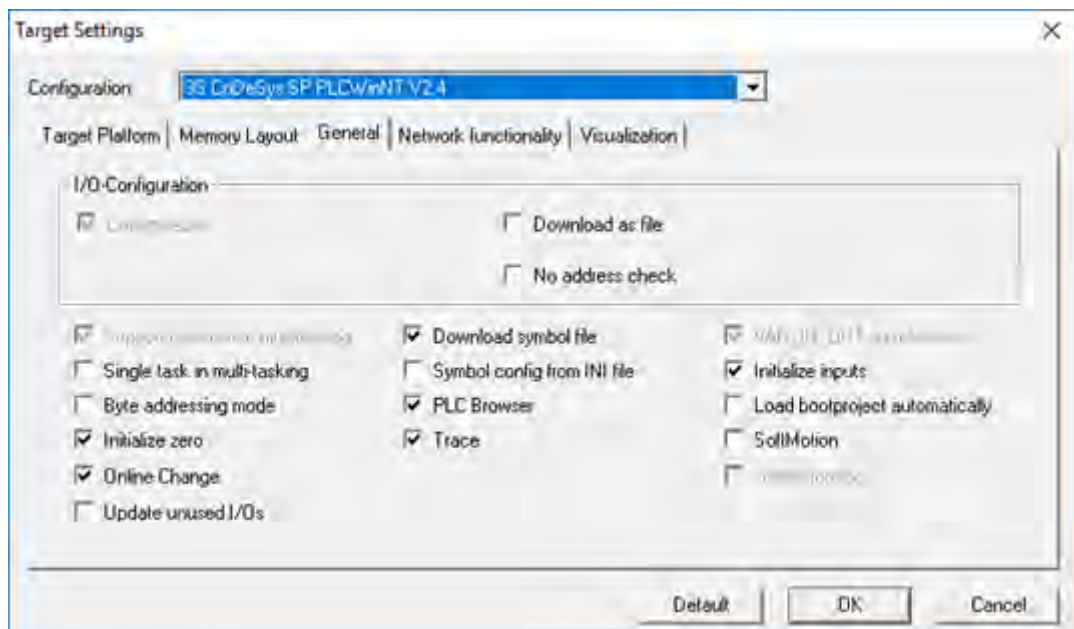 Target Settings
Configuration 3S CoDeSys SP PLCWinNT V2.4
Target Platform Memory Layout General Network functionality Visualization
I/O-Configuration
Download as file
No address check
Download symbol file
Single task in multi-tasking Symbol config from INI file Initialize inputs
Byte addressing mode PLC Browser Load bootproject automatically
Initialize zero Trace SoftMotion
Online Change
Update unused I/Os
Default OK Cancel